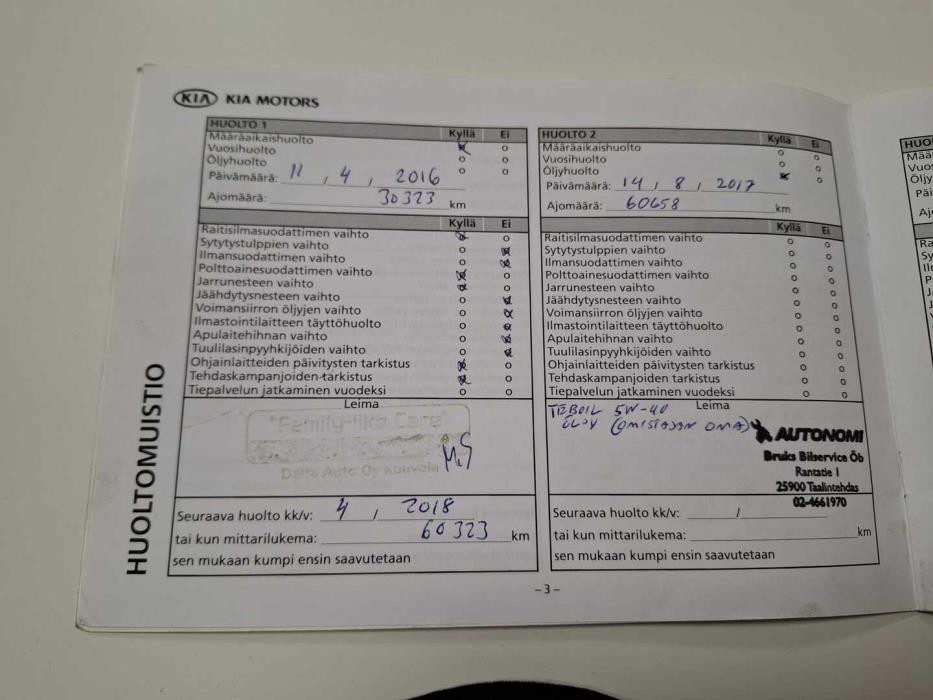 KIA KIA MOTORS
HUOLTOMUISTIO
HUOLTO 1 Kyllä Ei
Määräaikaishuolto
Vuosihuolto o o
Öljyhuolto o o
Päivämäärä: 11 , 4 , 2016
Ajomäärä: 30323 km
Kyllä Ei
Raitisilmasuodattimen vaihto
Sytytystulppien vaihto
Ilmansuodattimen vaihto
Polttoainesuodattimen vaihto
Jarrunesteen vaihto
Jäähdytysnesteen vaihto
Voimansiirron öljyjen vaihto
Ilmastointilaitteen täyttöhuolto
Apulaitehihnan vaihto
Tuulilasinpyyhkijöiden vaihto
Ohjainlaitteiden päivitysten tarkistus
Tehdaskampanjoiden tarkistus
Tiepalvelun jatkaminen vuodeksi
Leima
"Family-like Care"
Delta Auto Oy Kouvola
Seuraava huolto kk/v: 4 / 2018
tai kun mittarilukema: 60323 km
sen mukaan kumpi ensin saavutetaan
HUOLTO 2 Kyllä Ei
Määräaikaishuolto
Vuosihuolto
Öljyhuolto
Päivämäärä: 14 , 8 , 2017
Ajomäärä: 60658 km
Kyllä Ei
Raitisilmasuodattimen vaihto
Sytytystulppien vaihto
Ilmansuodattimen vaihto
Polttoainesuodattimen vaihto
Jarrunesteen vaihto
Jäähdytysnesteen vaihto
Voimansiirron öljyjen vaihto
Ilmastointilaitteen täyttöhuolto
Apulaitehihnan vaihto
Tuulilasinpyyhkijöiden vaihto
Ohjainlaitteiden päivitysten tarkistus
Tehdaskampanjoiden tarkistus
Tiepalvelun jatkaminen vuodeksi
TEBOIL 5W-40 Leima
(OMISTAJAN OMA)
AUTONOMI
Bruks Bilservice Öb
Rantatie 1
25900 Taalintehdas
02-4661970
Seuraava huolto kk/v: /
tai kun mittarilukema: km
sen mukaan kumpi ensin saavutetaan
- 3 -